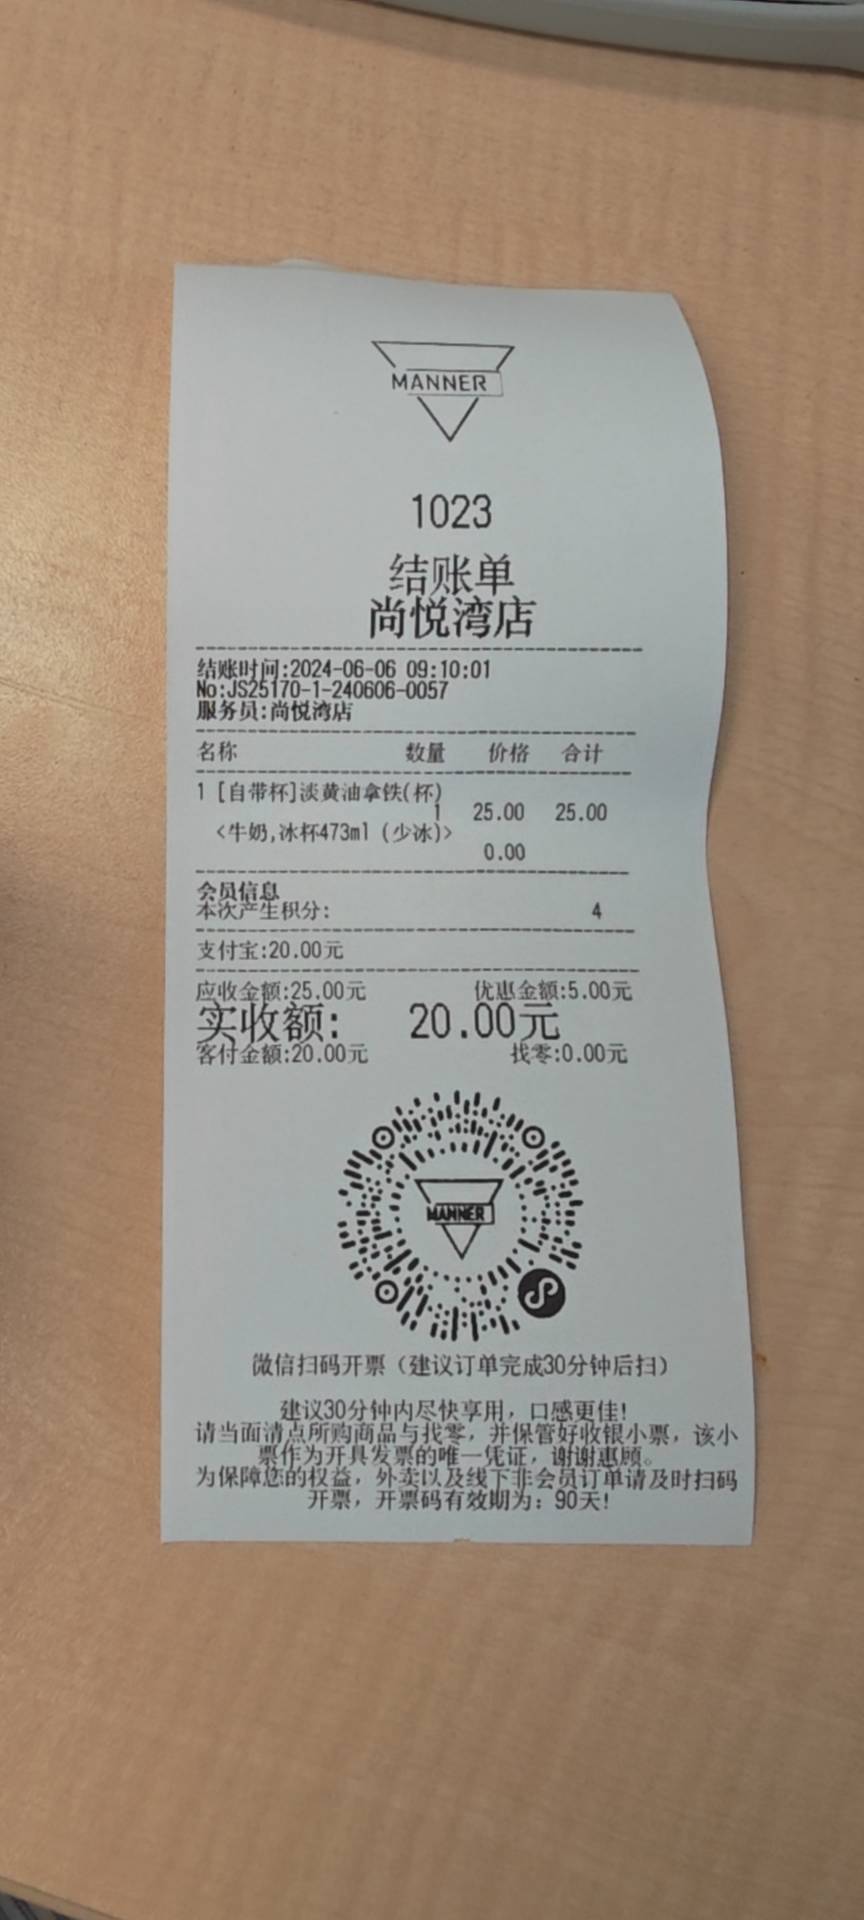 MANNER
1023
结账单
尚悦湾店
结账时间:2024-06-06 09:10:01
No:JS25170-1-240606-0057
服务员:尚悦湾店
名称 数量 价格 合计
1 [自带杯]淡黄油拿铁(杯)
1 25.00 25.00
<牛奶,冰杯473ml (少冰)>
0.00
会员信息
本次产生积分: 4
支付宝:20.00元
应收金额:25.00元 优惠金额:5.00元
实收额: 20.00元
客付金额:20.00元 找零:0.00元
MANNER
微信扫码开票（建议订单完成30分钟后扫）
建议30分钟内尽快享用，口感更佳!
请当面清点所购商品与找零，并保管好收银小票，该小
票作为开具发票的唯一凭证，谢谢惠顾。
为保障您的权益，外卖以及线下非会员订单请及时扫码
开票，开票码有效期为：90天!